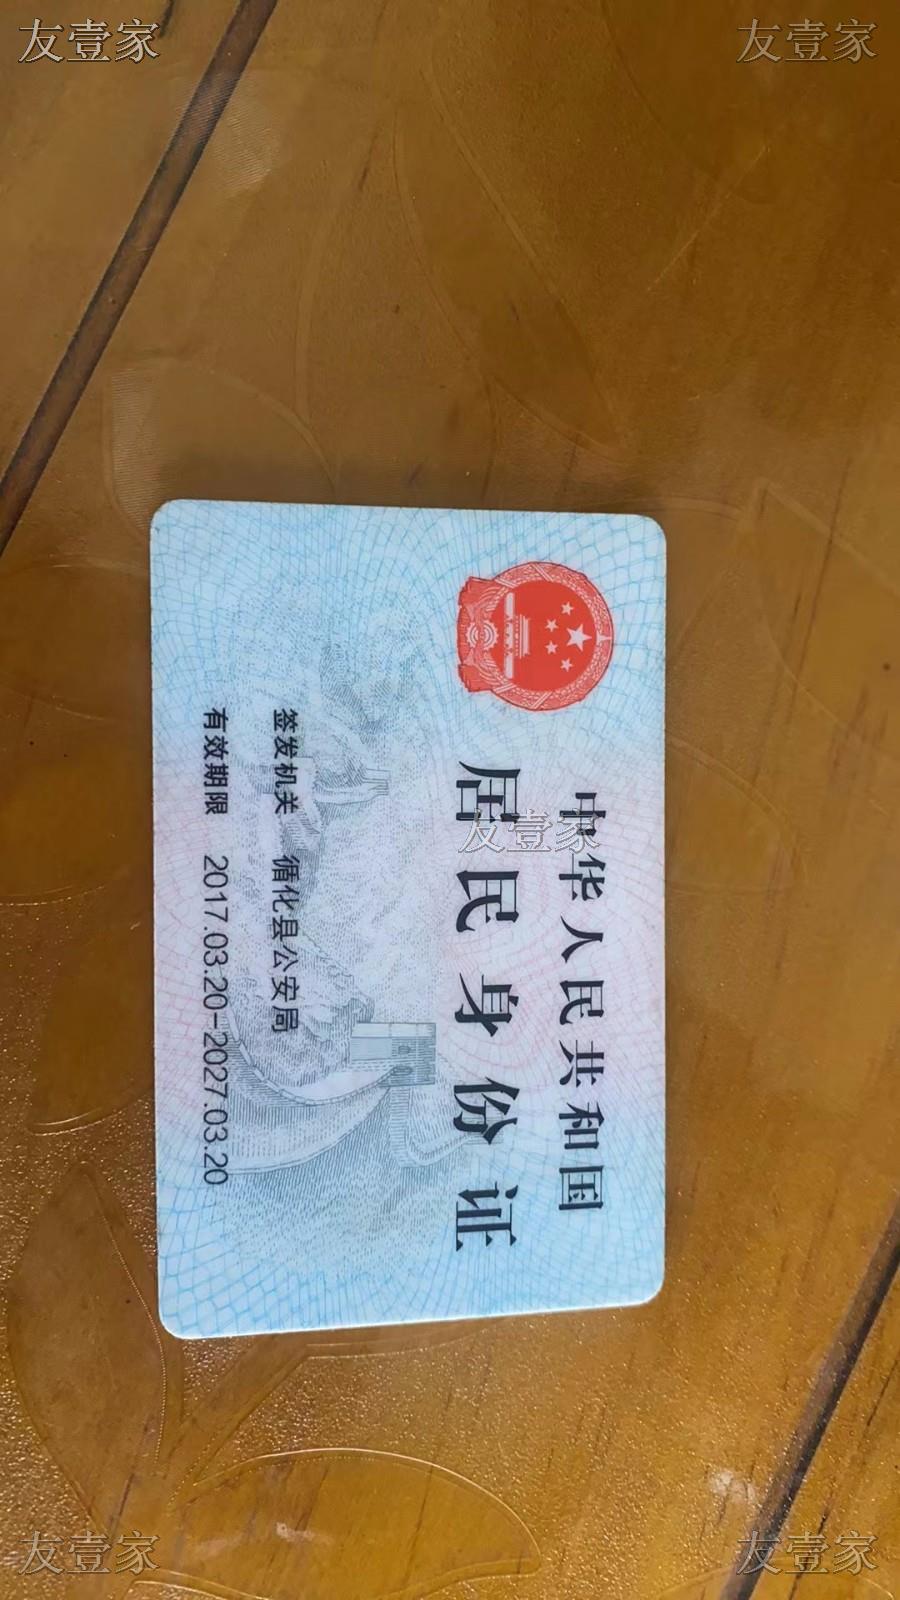 友壹家
友壹家
中华人民共和国
居民身份证
友壹家
签发机关 循化县公安局
有效期限 2017.03.20-2027.03.20
友壹家
友壹家